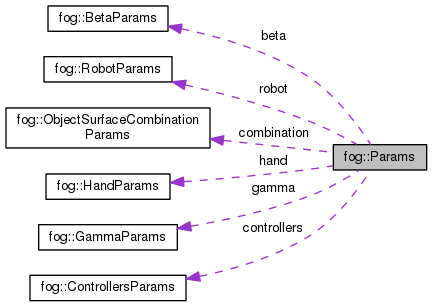 fog::BetaParams
beta
fog::RobotParams
robot
fog::ObjectSurfaceCombination
Params
combination
fog::Params
hand
fog::HandParams
gamma
fog::GammaParams
controllers
fog::ControllersParams